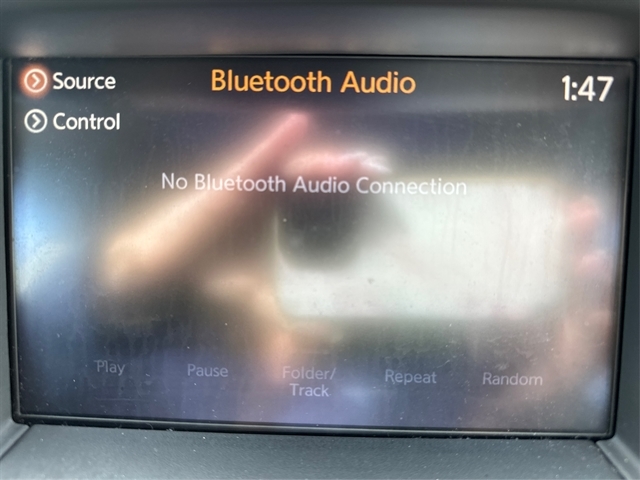 Source
Bluetooth Audio
1:47
Control
No Bluetooth Audio Connection
Play
Pause
Folder/
Track
Repeat
Random